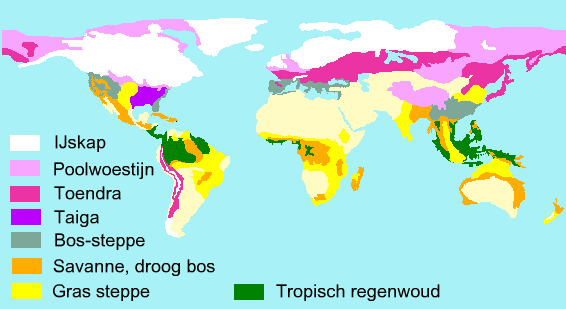 IJskap
Poolwoestijn
Toendra
Taiga
Bos-steppe
Savanne, droog bos
Gras steppe
Tropisch regenwoud